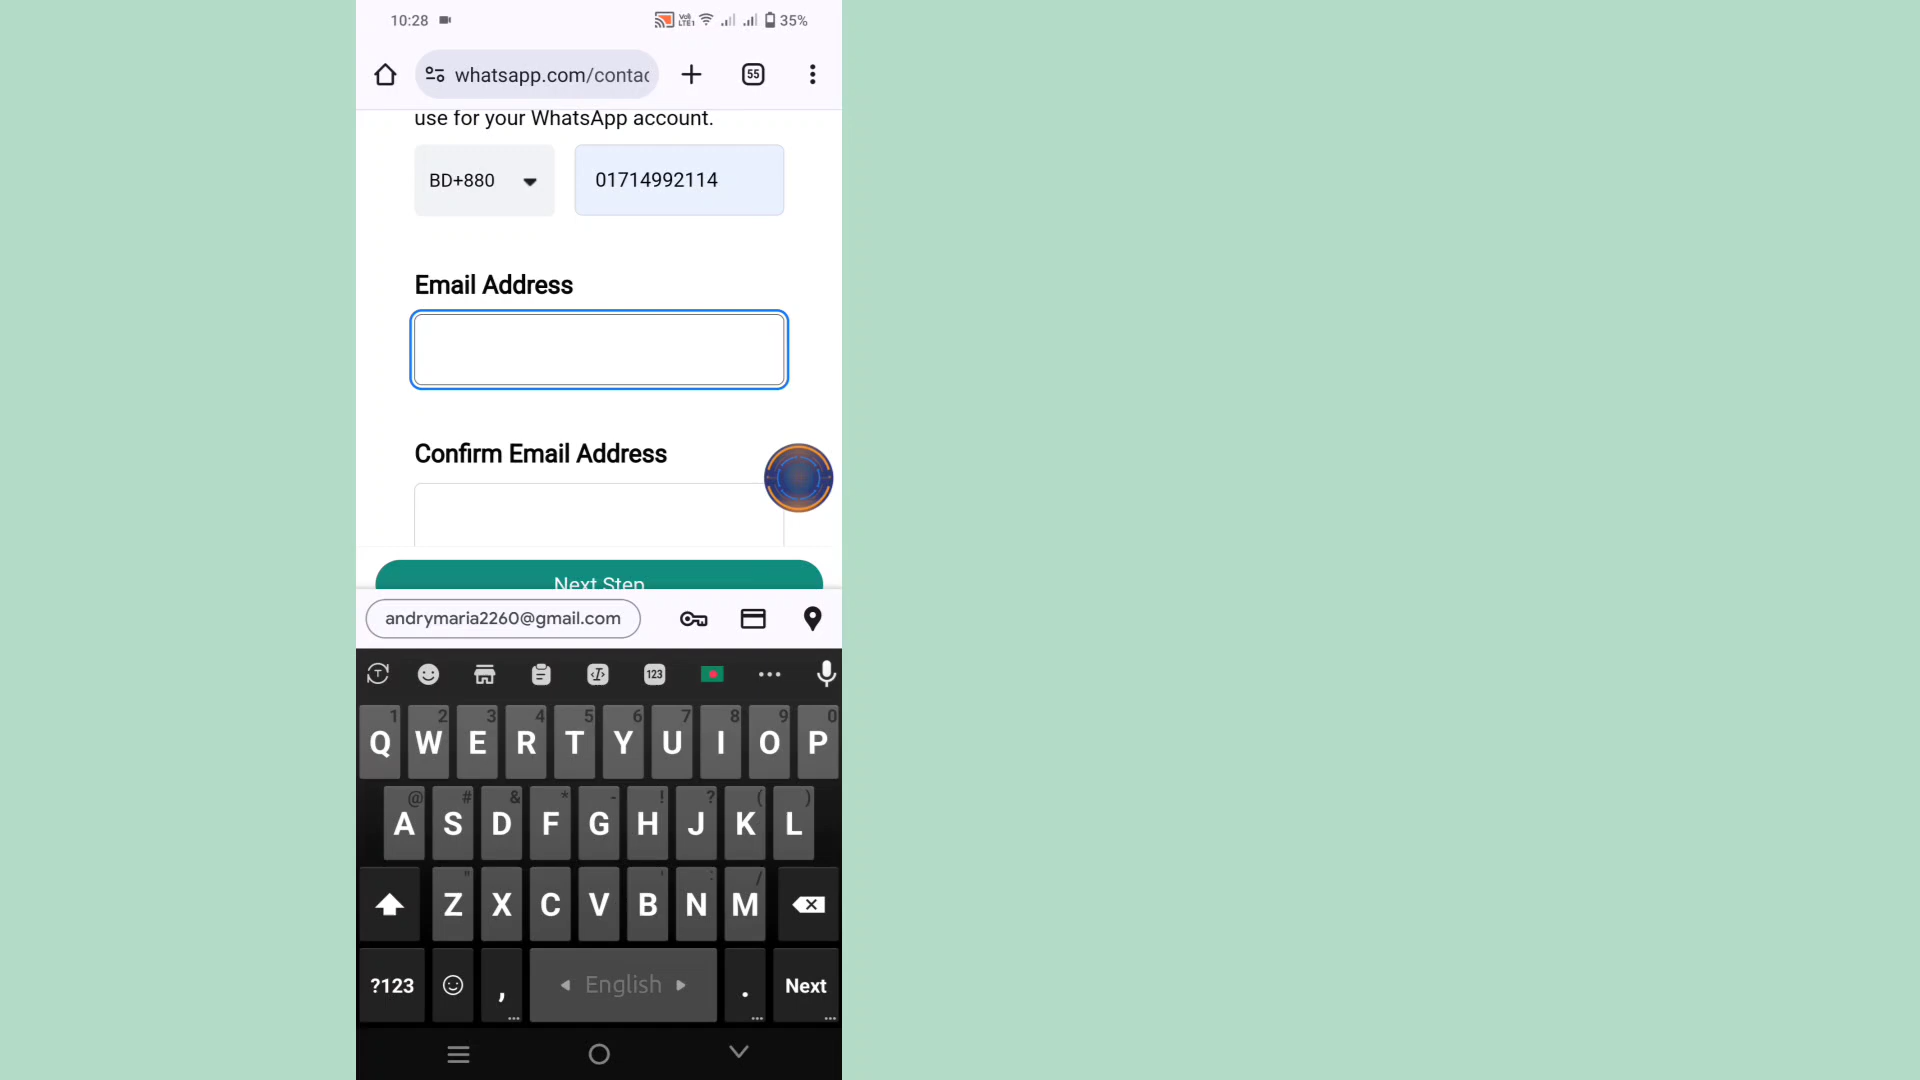 10:28
Vo)
LTE1
35%
whatsapp.com/contac
55
use for your WhatsApp account.
BD+880
01714992114
Email Address
Confirm Email Address
Next Step
andrymaria2260@gmail.com
123
1 2 3 4 5 6 7 8 9 0
Q W E R T Y U I O P
@ # & * - ! ? ( )
A S D F G H J K L
" ' : /
Z X C V B N M
?123 , English . Next